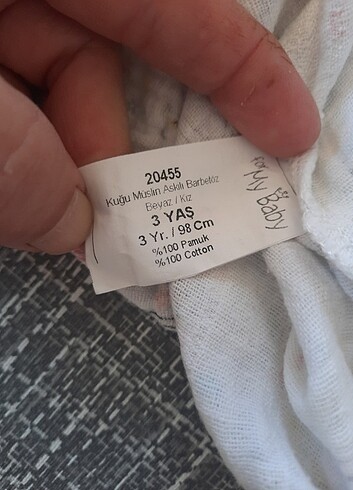 20455
Kuğu Müslin Askılı Barbetöz
Beyaz / Kız
3 YAŞ
3 Yr. / 98 Cm
%100 Pamuk
%100 Cotton
for My Baby